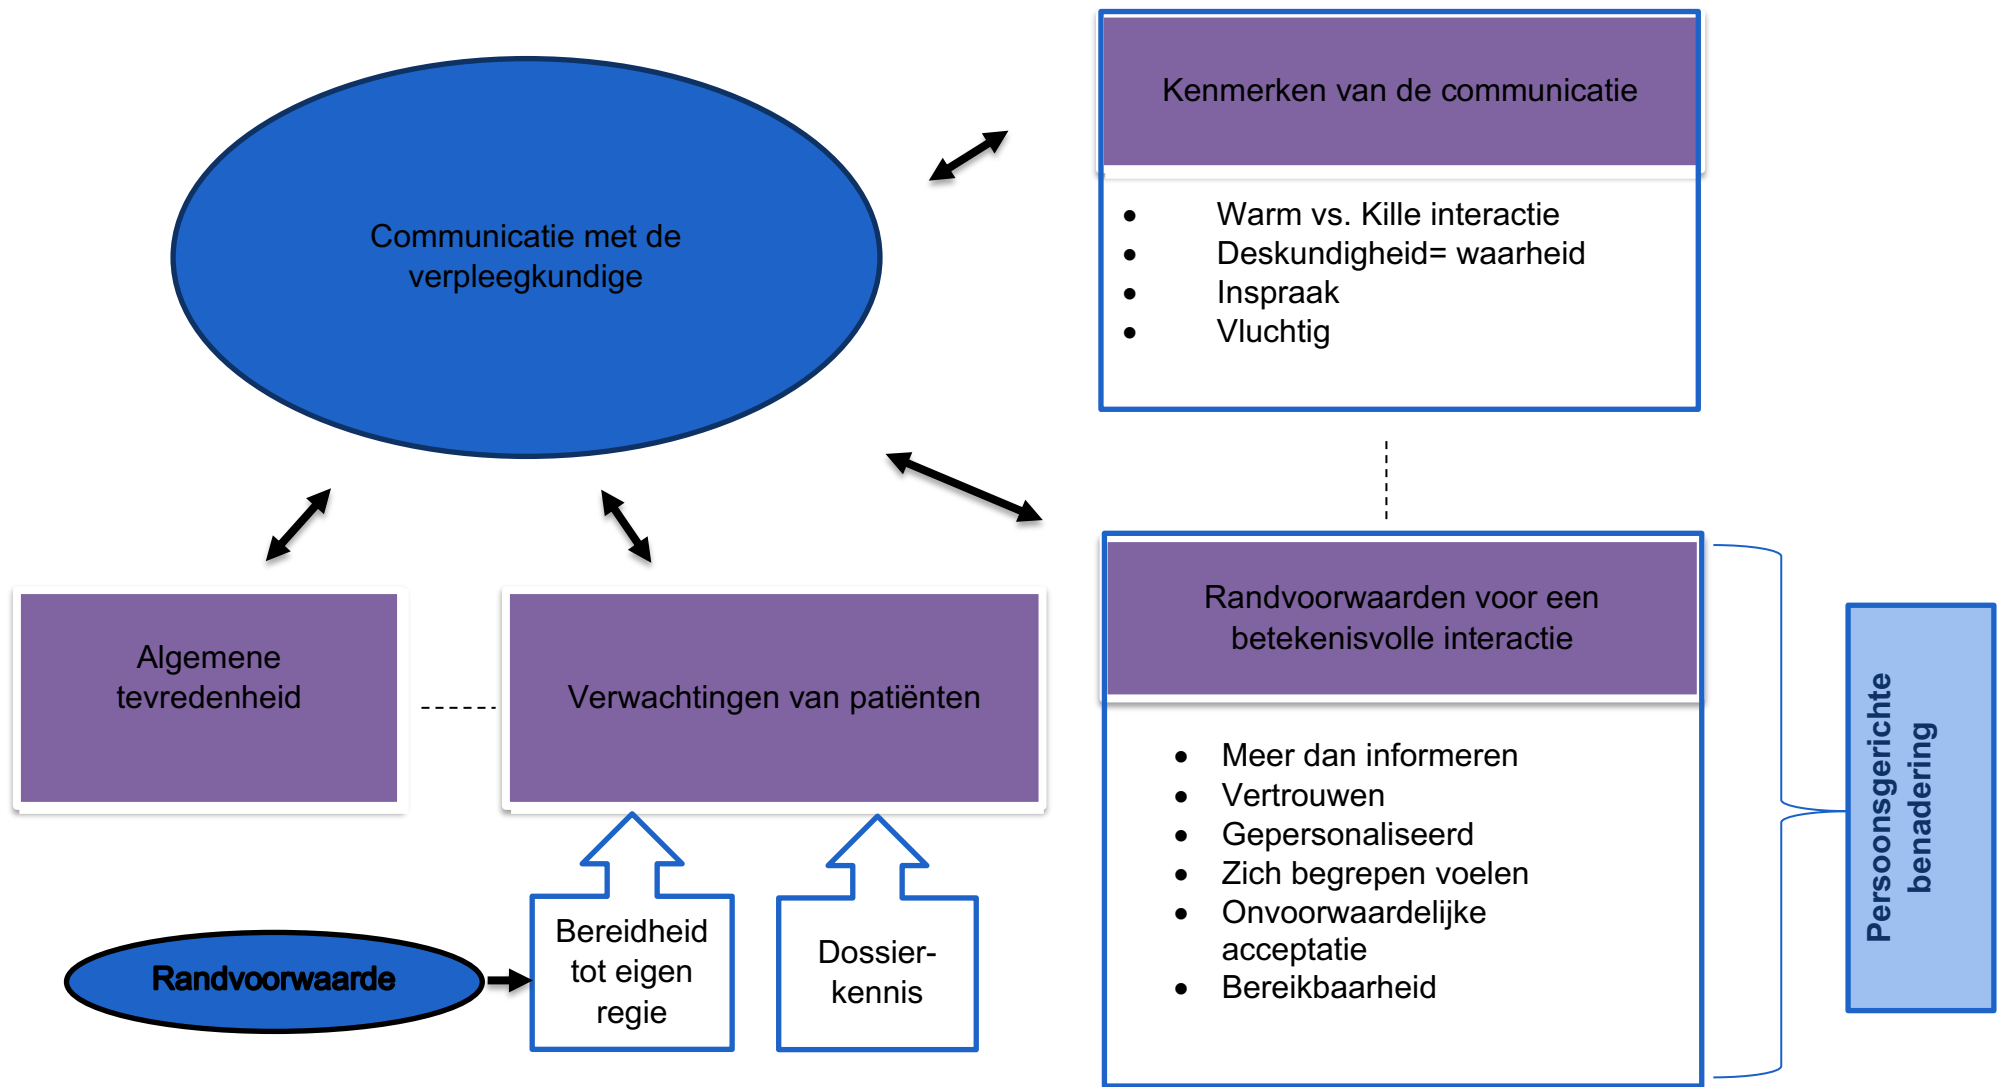 Communicatie met de
verpleegkundige
Kenmerken van de communicatie
• Warm vs. Kille interactie
• Deskundigheid= waarheid
• Inspraak
• Vluchtig
Algemene
tevredenheid
Verwachtingen van patiënten
Randvoorwaarden voor een
betekenisvolle interactie
• Meer dan informeren
• Vertrouwen
• Gepersonaliseerd
• Zich begrepen voelen
• Onvoorwaardelijke
acceptatie
• Bereikbaarheid
Persoonsgerichte
benadering
Randvoorwaarde
Bereidheid
tot eigen
regie
Dossier-
kennis